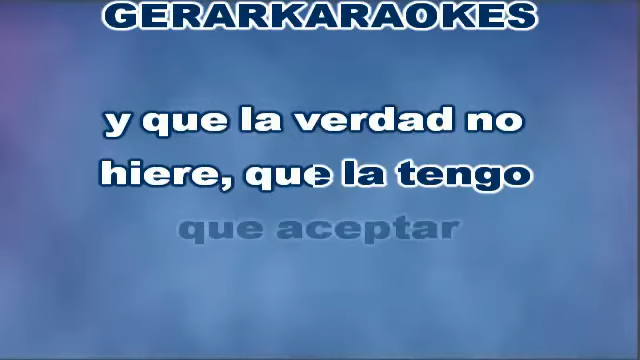 GERARKARAOKES
y que la verdad no
hiere, que la tengo
que aceptar